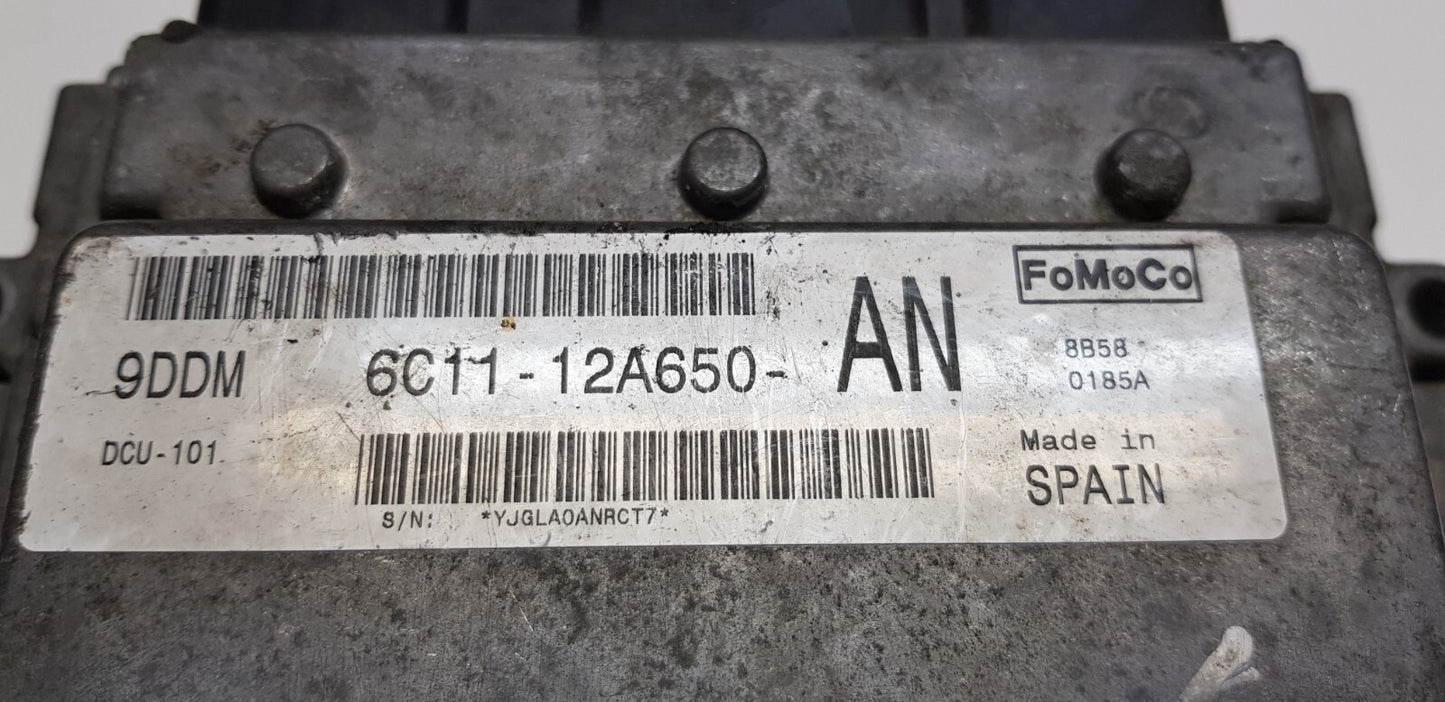 FoMoCo
9DDM 6C11-12A650- AN
8B58
0185A
DCU-101
Made in
SPAIN
S/N: *YJGLA0ANRCT7*